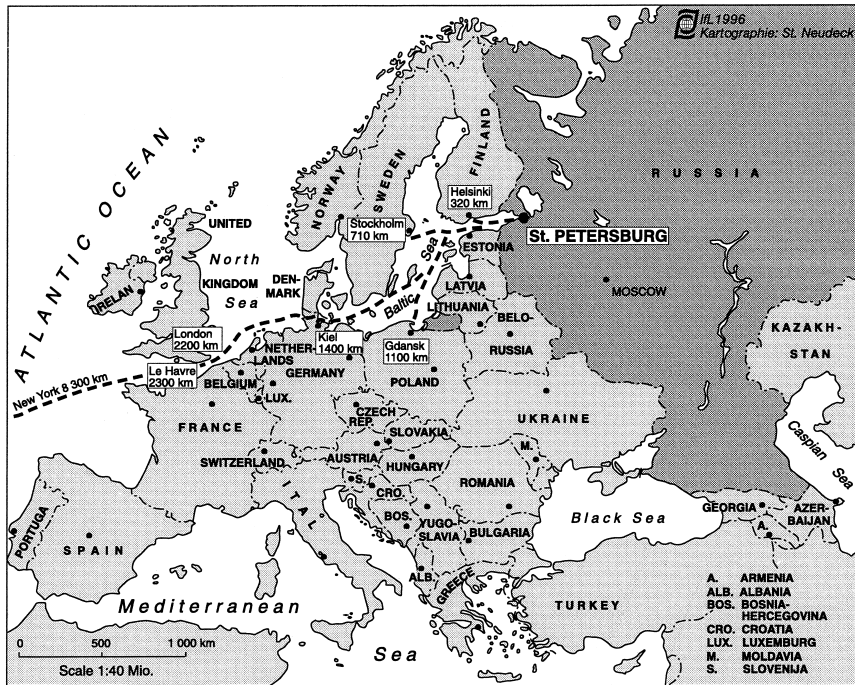 IfL1996
Kartographie: St. Neudeck
ATLANTIC OCEAN
NORWAY
SWEDEN
FINLAND
RUSSIA
Helsinki
320 km
Stockholm
710 km
St. PETERSBURG
UNITED
KINGDOM
North
Sea
IRELAN
DEN-
MARK
Baltic
Sea
ESTONIA
LATVIA
LITHUANIA
BELO-
RUSSIA
MOSCOW
KAZAKH-
STAN
London
2200 km
Le Havre
2300 km
New York 8 300 km
Kiel
1400 km
Gdansk
1100 km
NETHER-
LANDS
BELGIUM
LUX.
GERMANY
POLAND
UKRAINE
FRANCE
CZECH
REP.
SLOVAKIA
SWITZERLAND
AUSTRIA
HUNGARY
M.
ROMANIA
Caspian Sea
ITALA
S.
CRO.
BOS.
YUGO-
SLAVIA
BULGARIA
Black Sea
GEORGIA
A.
AZER-
BAIJAN
PORTUGA
SPAIN
ALB.
GREECE
TURKEY
Mediterranean
Sea
0 500 1 000 km
Scale 1:40 Mio.
A. ARMENIA
ALB. ALBANIA
BOS. BOSNIA-
HERCEGOVINA
CRO. CROATIA
LUX. LUXEMBURG
M. MOLDAVIA
S. SLOVENIJA